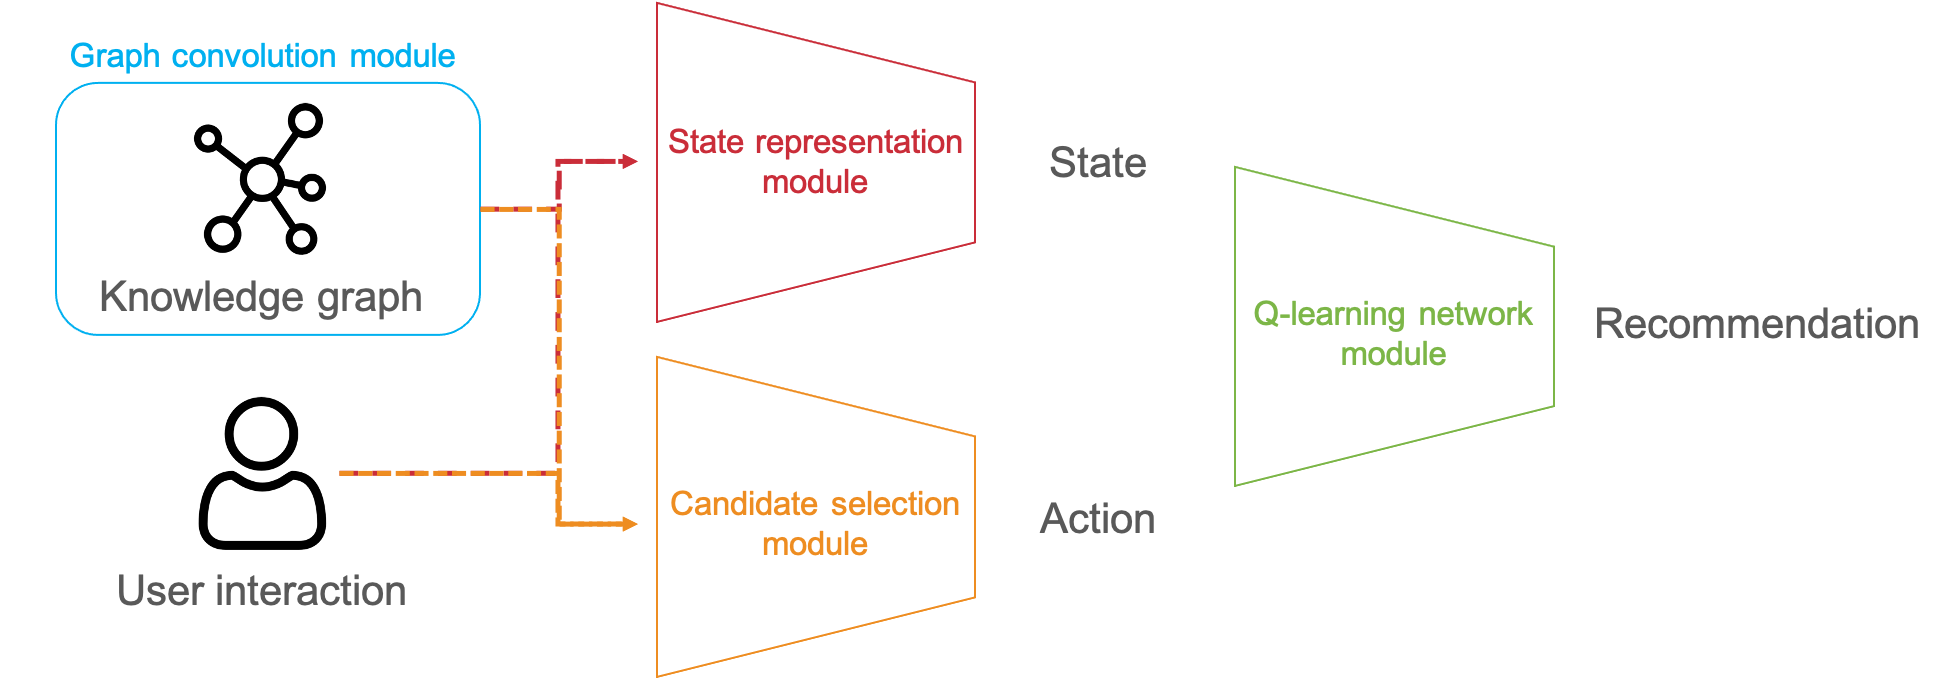 Graph convolution module
Knowledge graph
User interaction
State representation
module
Candidate selection
module
State
Action
Q-learning network
module
Recommendation